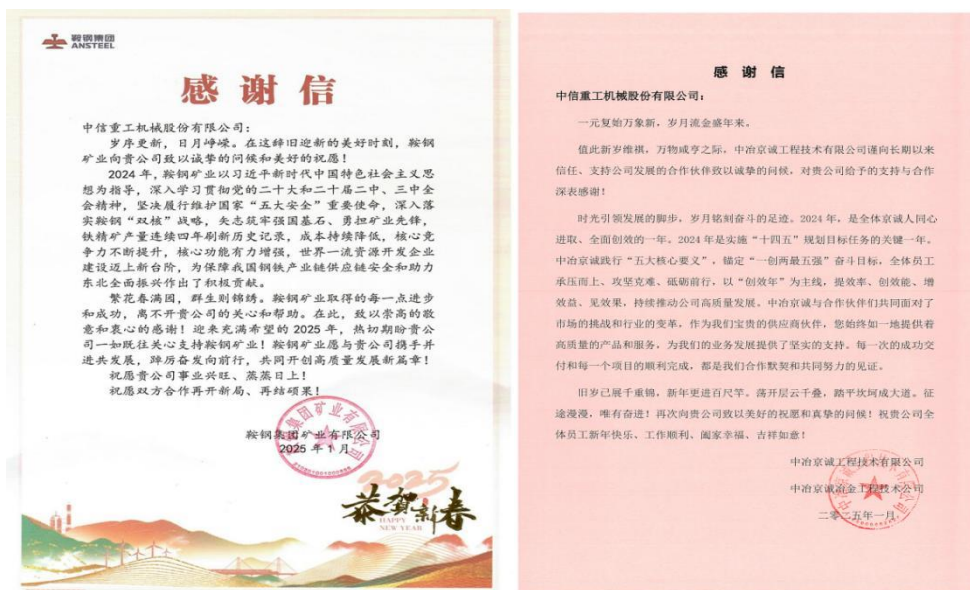 鞍钢集团
ANSTEEL
感谢信
中信重工机械股份有限公司:
岁序更新,日月峥嵘。在这辞旧迎新的美好时刻,鞍钢
矿业向贵公司致以诚挚的问候和美好的祝愿!
2024年,鞍钢矿业以习近平新时代中国特色社会主义思
想为指导,深入学习贯彻党的二十大和二十届二中、三中全
会精神,坚决履行维护国家“五大安全”重要使命,深入落
实鞍钢“双核”战略,矢志筑牢强国基石、勇担矿业先锋,
铁精矿产量连续四年刷新历史记录,成本持续降低,核心竞
争力不断提升,核心功能有力增强,世界一流资源开发企业
建设迈上新台阶,为保障我国钢铁产业链供应链安全和助力
东北全面振兴作出了积极贡献。
繁花春满园,群生则锦绣。鞍钢矿业取得的每一点进步
和成功,离不开贵公司的关心和帮助。在此,致以崇高的敬
意和衷心的感谢!迎来充满希望的2025年,热切期盼贵公
司一如既往关心支持鞍钢矿业!鞍钢矿业愿与贵公司携手并
进共发展,踔厉奋发向前行,共同开创高质量发展新篇章!
祝愿贵公司事业兴旺、蒸蒸日上!
祝愿双方合作再开新局、再结硕果!
鞍钢集团矿业有限公司
2025年1月
2025
恭贺新春
HAPPY
NEW YEAR
感谢信
中信重工机械股份有限公司:
一元复始万象新,岁月流金盛年来。
值此新岁维祺,万物咸亨之际,中冶京诚工程技术有限公司谨向长期以来
信任、支持公司发展的合作伙伴致以诚挚的问候,对贵公司给予的支持与合作
深表感谢!
时光引领发展的脚步,岁月铭刻奋斗的足迹。2024年,是全体京诚人同心
进取、全面创效的一年。2024年是实施“十四五”规划目标任务的关键一年。
中冶京诚践行“五大核心要义”,锚定“一创两最五强”奋斗目标,全体员工
承压而上、攻坚克难、砥砺前行,以“创效年”为主线,提效率、创效能、增
效益、见效果,持续推动公司高质量发展。中冶京诚与合作伙伴们共同面对了
市场的挑战和行业的变革,作为我们宝贵的供应商伙伴,您始终如一地提供着
高质量的产品和服务,为我们的业务发展提供了坚实的支持。每一次的成功交
付和每一个项目的顺利完成,都是我们合作默契和共同努力的见证。
旧岁已展千重锦,新年更进百尺竿。荡开层云千叠,踏平坎坷成大道。征
途漫漫,唯有奋进!再次向贵公司致以美好的祝愿和真挚的问候!祝贵公司全
体员工新年快乐、工作顺利、阖家幸福、吉祥如意!
中冶京诚工程技术有限公司
中冶京诚冶金工程技术公司
二零二五年一月